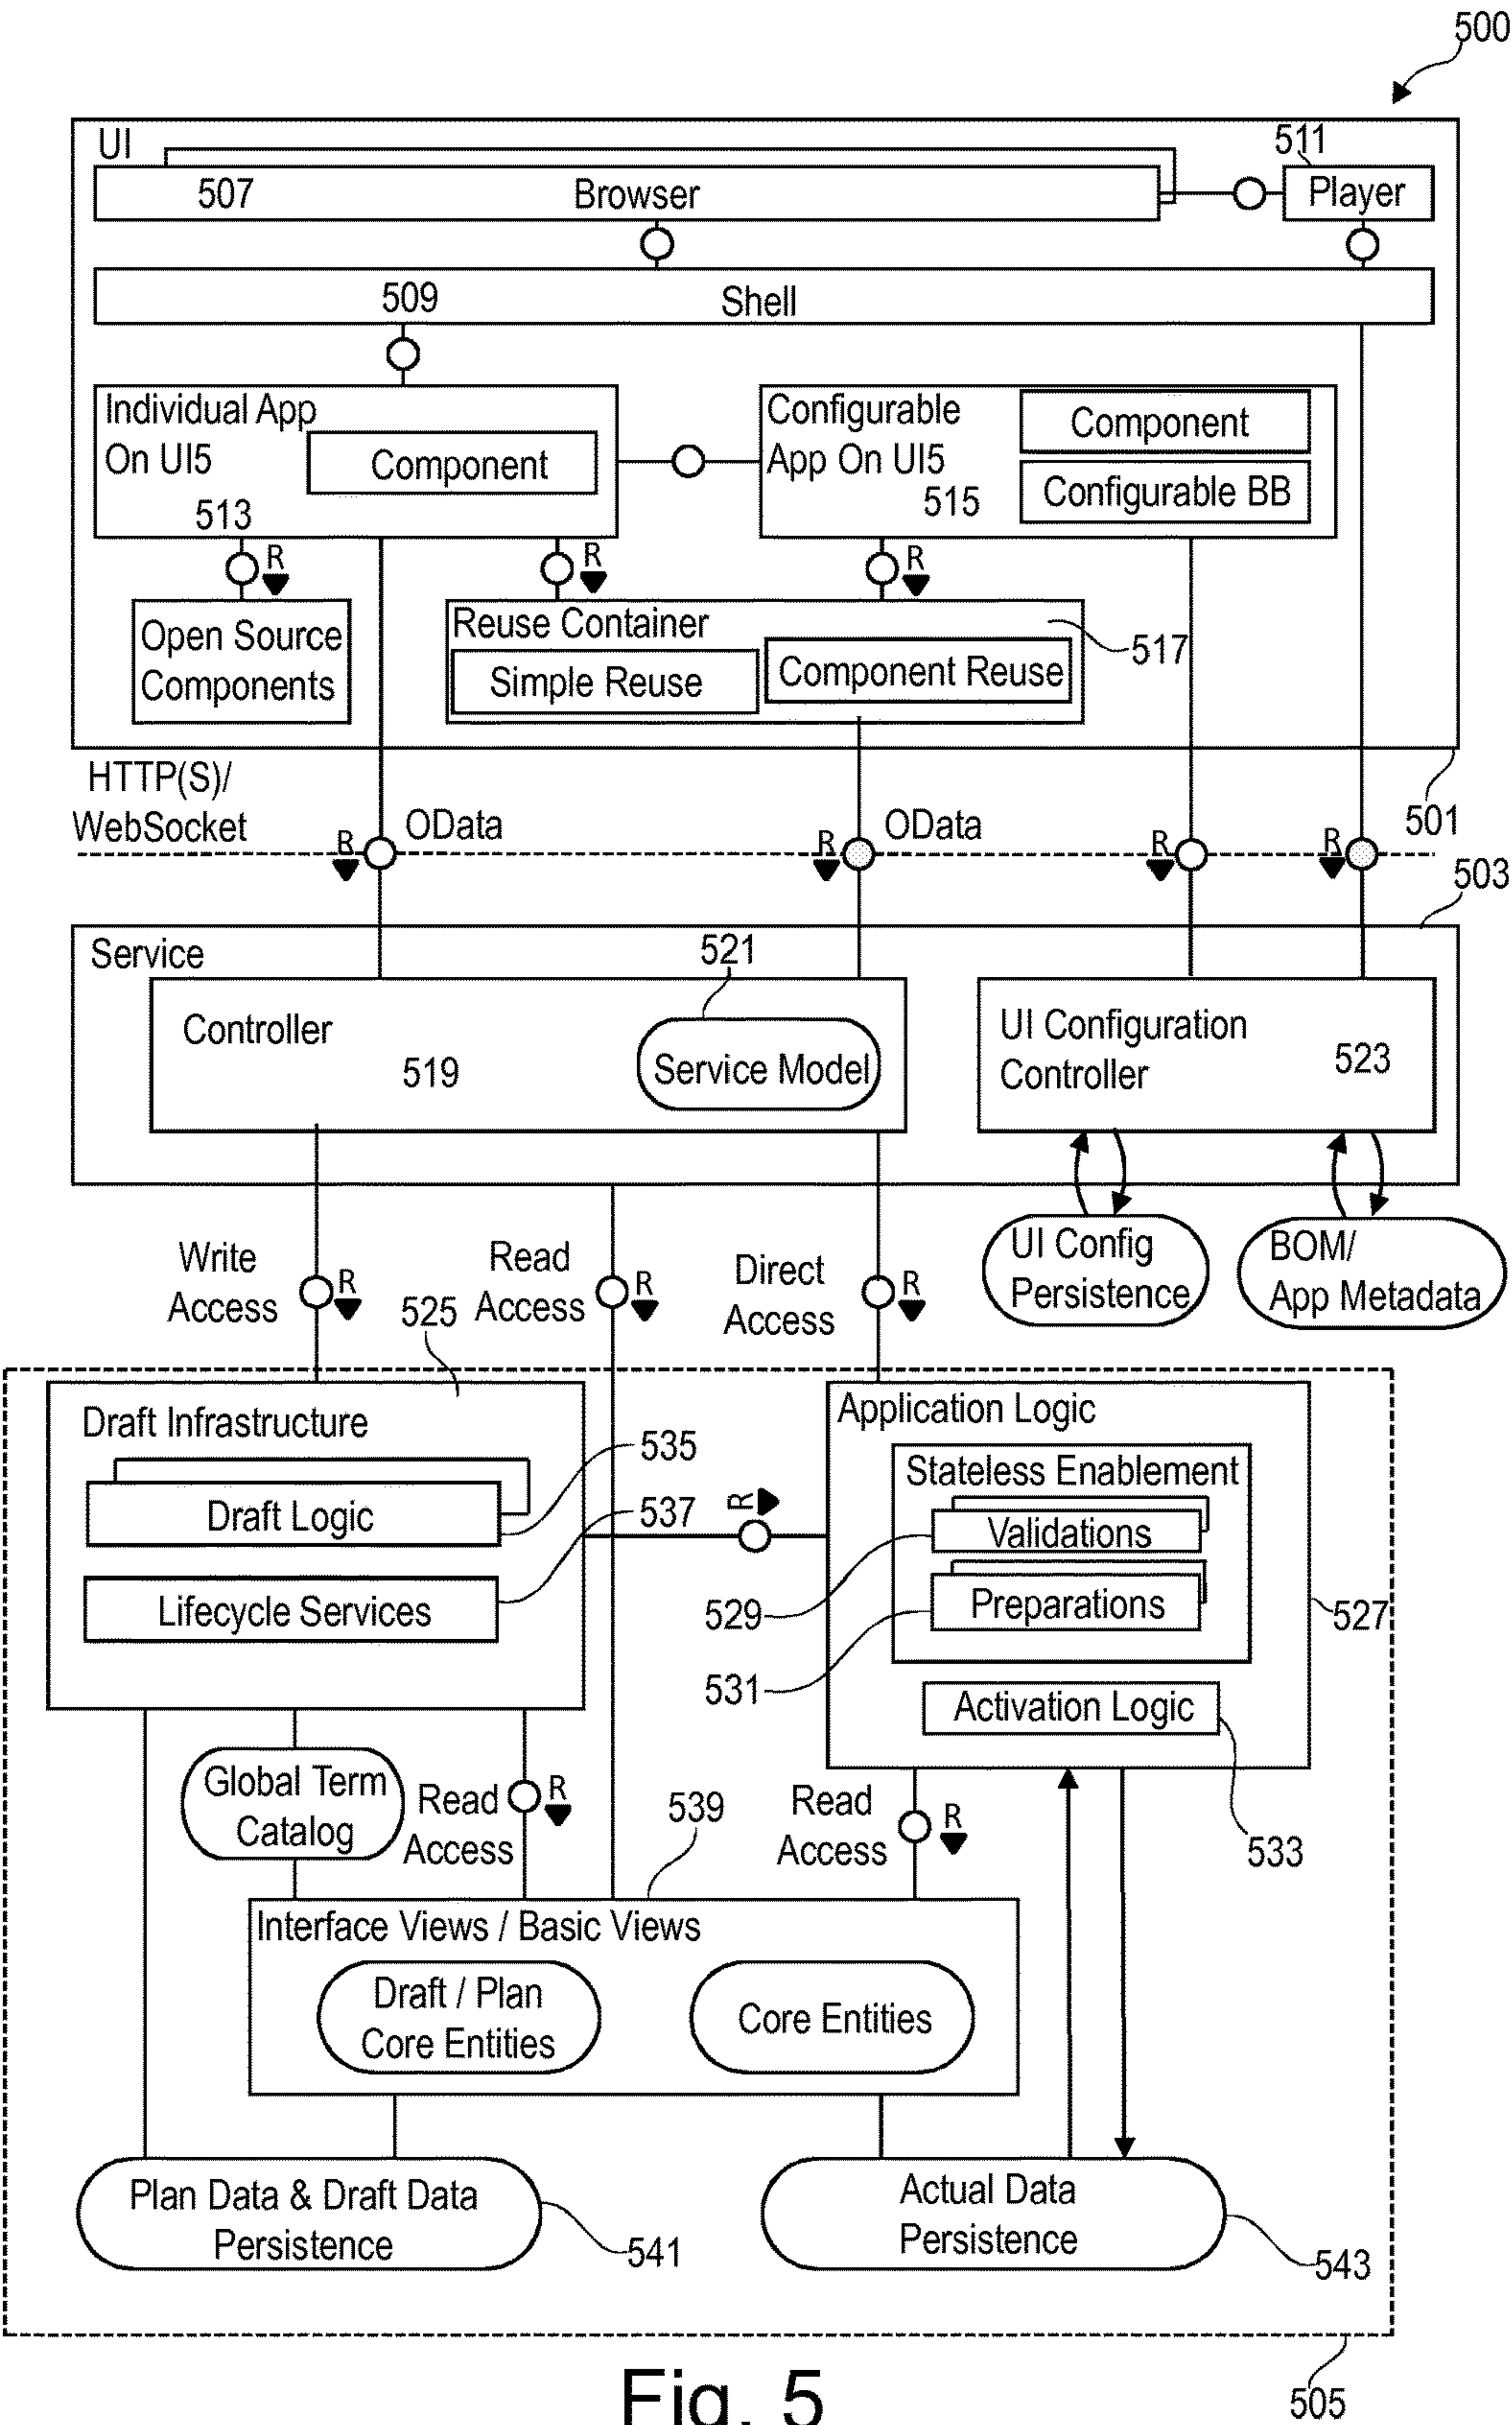 500
UI
511
507
Browser
Player
509
Shell
Individual App
On UI5
Component
513
Configurable
App On UI5
515
Component
Configurable BB
R
R
R
Open Source
Components
Reuse Container
517
Simple Reuse
Component Reuse
HTTP(S)/
WebSocket
501
R
OData
R
OData
R
R
503
Service
521
Controller
519
Service Model
UI Configuration
Controller
523
Write
Access
R
Read
Access
R
Direct
Access
R
UI Config
Persistence
BOM/
App Metadata
525
Draft Infrastructure
535
Draft Logic
537
Lifecycle Services
R
Application Logic
Stateless Enablement
Validations
529
Preparations
527
531
Activation Logic
533
Global Term
Catalog
Read
Access
R
539
Read
Access
R
Interface Views / Basic Views
Draft / Plan
Core Entities
Core Entities
Plan Data & Draft Data
Persistence
541
Actual Data
Persistence
543
505
Fig. 5